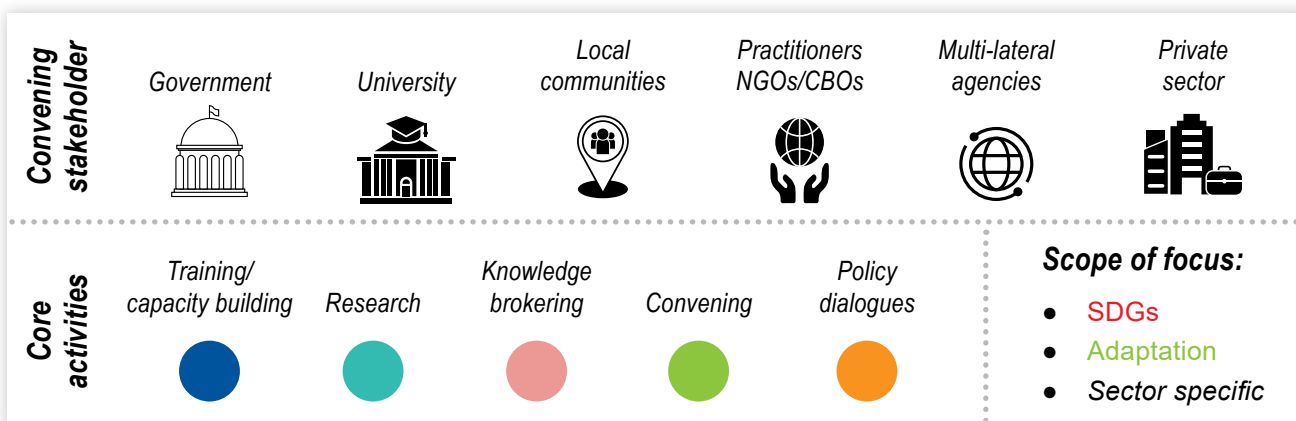 Convening
stakeholder
Government
University
Local
communities
Practitioners
NGOs/CBOs
Multi-lateral
agencies
Private
sector
Core
activities
Training/
capacity building
Research
Knowledge
brokering
Convening
Policy
dialogues
Scope of focus:
● SDGs
● Adaptation
● Sector specific